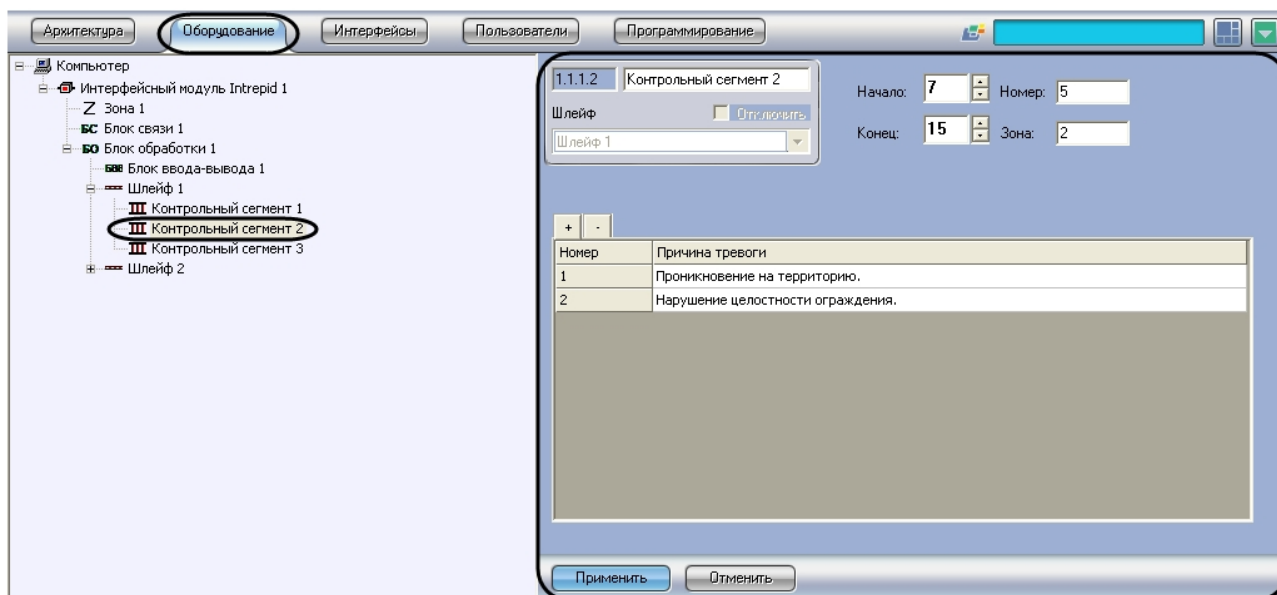 Архитектура Оборудование Интерфейсы Пользователи Программирование
Компьютер
Интерфейсный модуль Intrepid 1
Z Зона 1
БС Блок связи 1
БО Блок обработки 1
БВВ Блок ввода-вывода 1
Шлейф 1
Контрольный сегмент 1
Контрольный сегмент 2
Контрольный сегмент 3
Шлейф 2
1.1.1.2 Контрольный сегмент 2
Шлейф Отключить
Шлейф 1
Начало: 7 Номер: 5
Конец: 15 Зона: 2
+ -
Номер Причина тревоги
1 Проникновение на территорию.
2 Нарушение целостности ограждения.
Применить Отменить